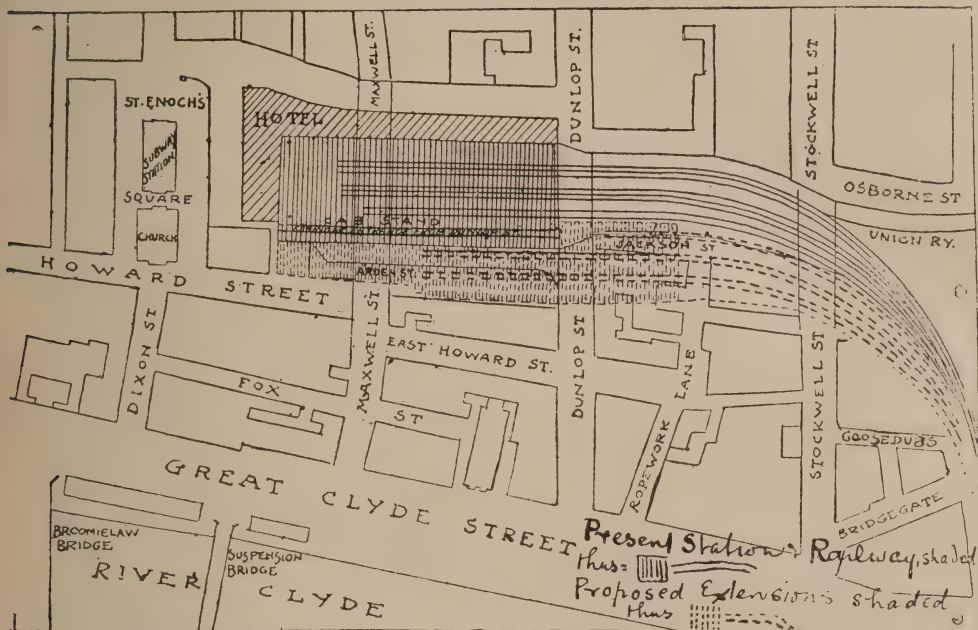 MAXWELL ST.
DUNLOP ST.
STOCKWELL ST
ST. ENOCH'S
SUBWAY
STATION
SQUARE
CHURCH
HOTEL
CAB STAND
OSBORNE ST
UNION RY.
JACKSON ST
ARDEN ST.
HOWARD STREET
MAXWELL ST.
EAST HOWARD ST.
DUNLOP ST
ROPEWORK LANE
STOCKWELL ST
DIXON ST
FOX ST
GOOSEDUBS
BRIDGEGATE
GREAT CLYDE STREET
BROOMIELAW
BRIDGE
SUSPENSION
BRIDGE
RIVER CLYDE
Present Station & Railway, shaded
thus=
Proposed Extensions shaded
thus